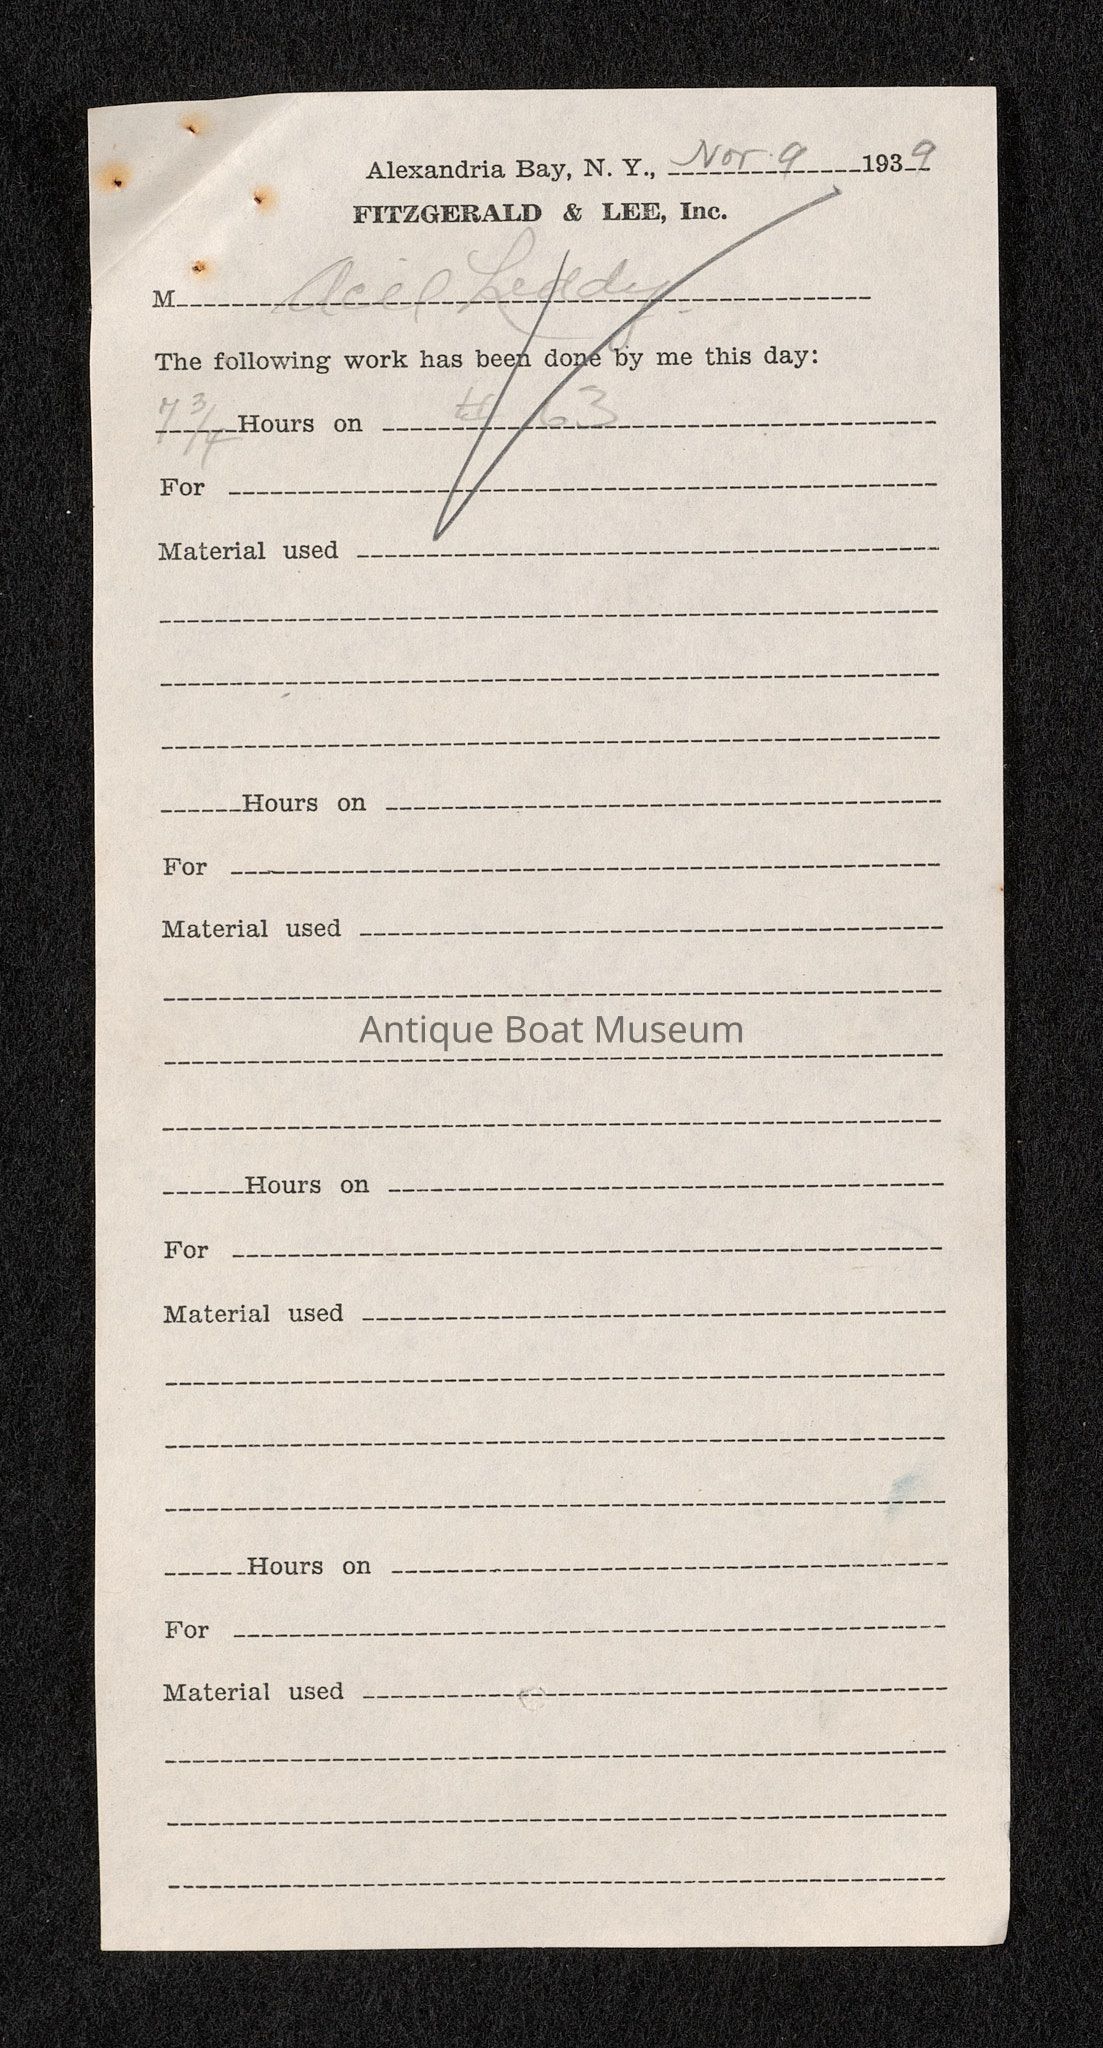 Alexandria Bay, N. Y., Nov 9 1939
FITZGERALD & LEE, Inc.
M Leddy
The following work has been done by me this day:
7 3/4 Hours on # 63
For
Material used
Hours on
For
Material used
Antique Boat Museum
Hours on
For
Material used
Hours on
For
Material used